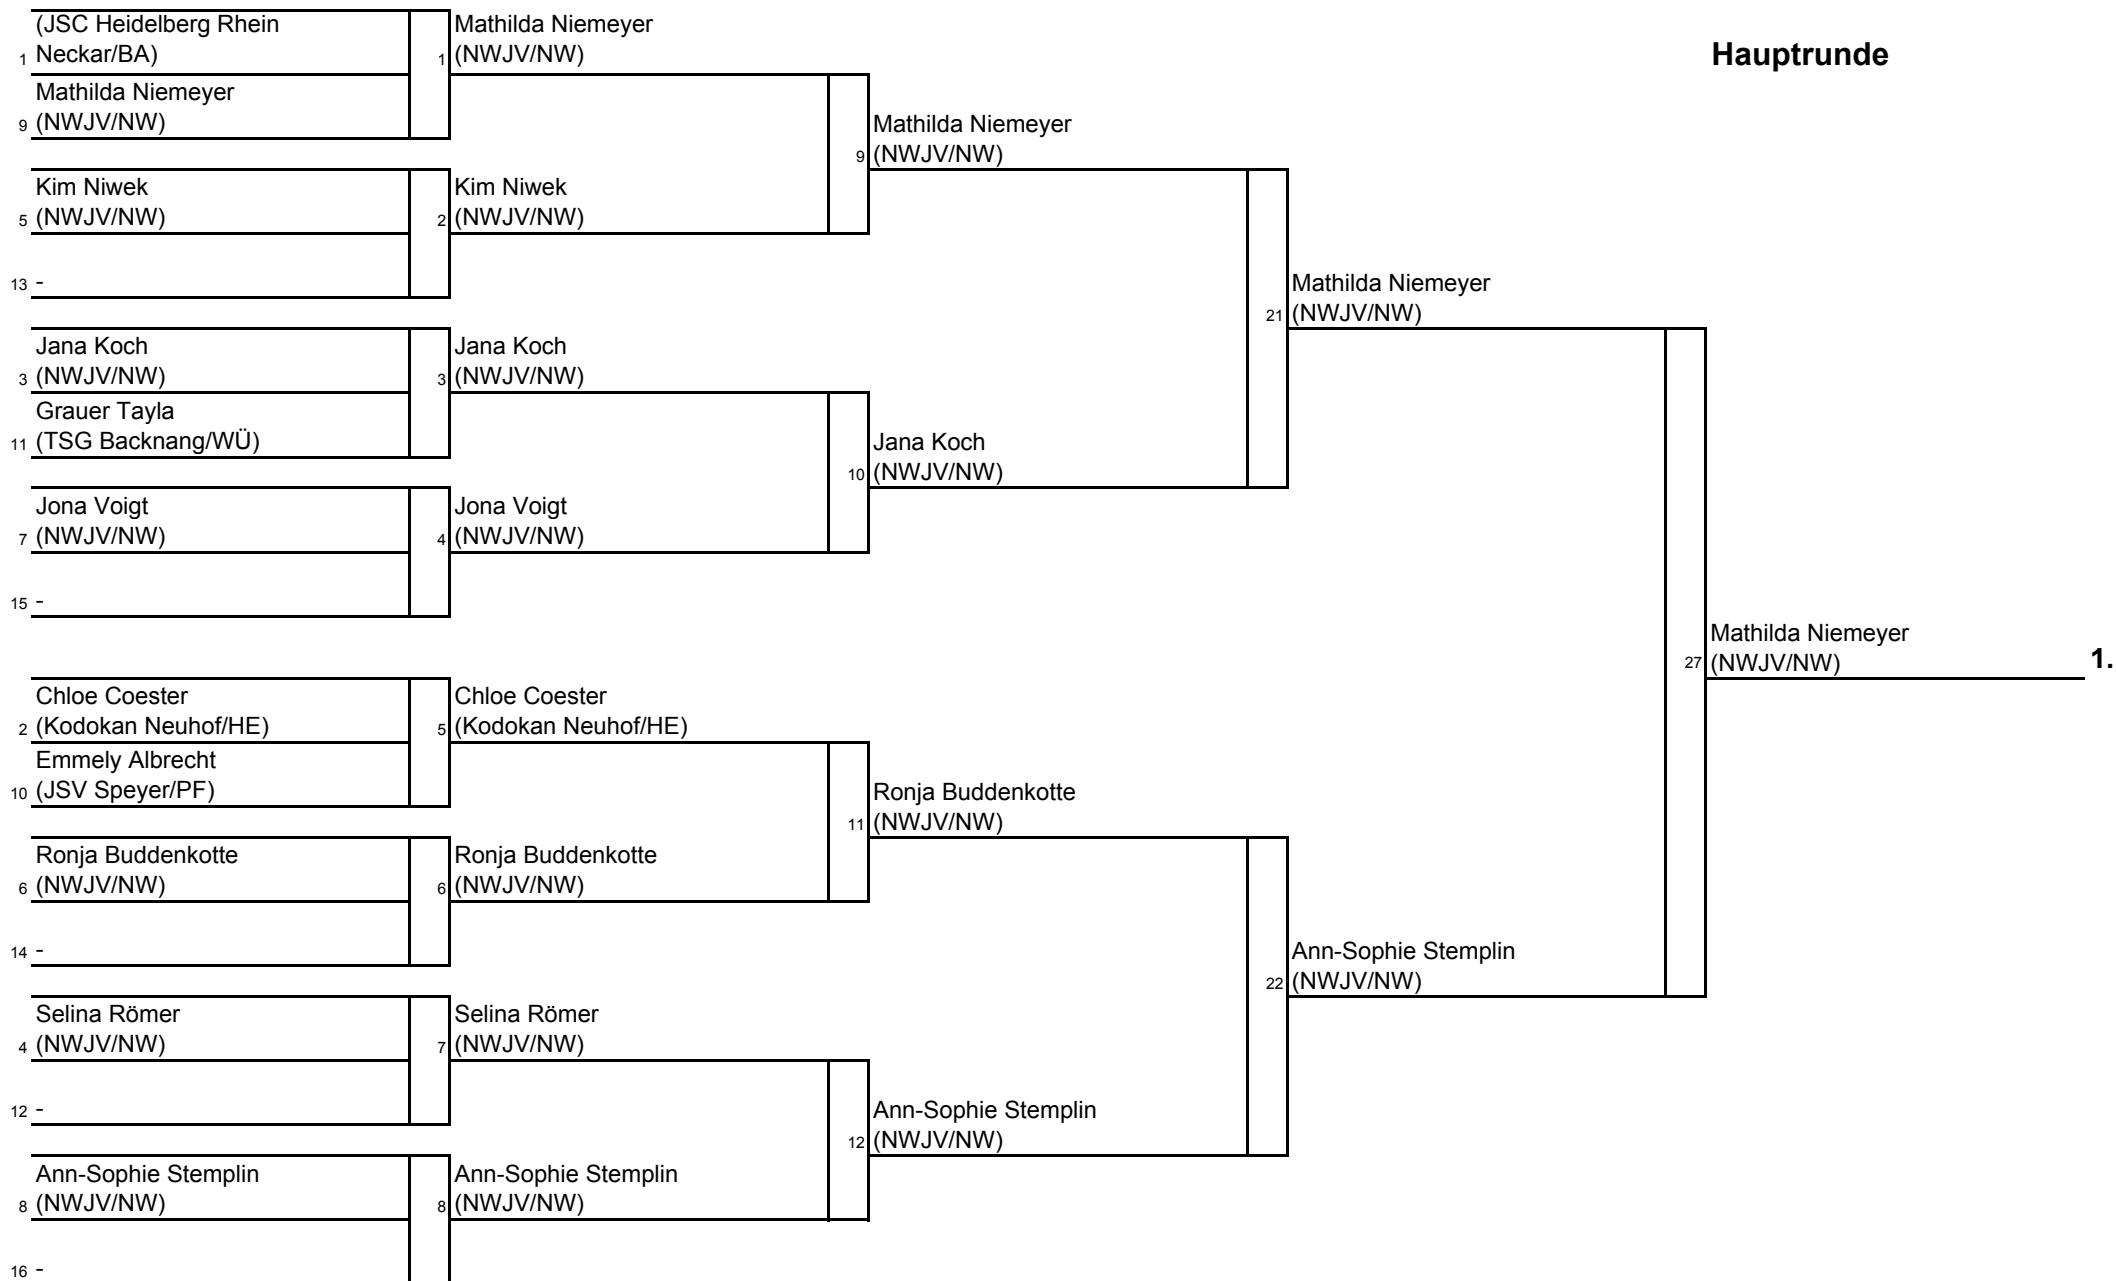 Hauptrunde
(JSC Heidelberg Rhein
1 Neckar/BA)
Mathilda Niemeyer
9 (NWJV/NW)
Kim Niwek
5 (NWJV/NW)
13 -
Jana Koch
3 (NWJV/NW)
Grauer Tayla
11 (TSG Backnang/WÜ)
Jona Voigt
7 (NWJV/NW)
15 -
Chloe Coester
2 (Kodokan Neuhof/HE)
Emmely Albrecht
10 (JSV Speyer/PF)
Ronja Buddenkotte
6 (NWJV/NW)
14 -
Selina Römer
4 (NWJV/NW)
12 -
Ann-Sophie Stemplin
8 (NWJV/NW)
16 -
Mathilda Niemeyer
1 (NWJV/NW)
Kim Niwek
2 (NWJV/NW)
Jana Koch
3 (NWJV/NW)
Jona Voigt
4 (NWJV/NW)
Chloe Coester
5 (Kodokan Neuhof/HE)
Ronja Buddenkotte
6 (NWJV/NW)
Selina Römer
7 (NWJV/NW)
Ann-Sophie Stemplin
8 (NWJV/NW)
Mathilda Niemeyer
9 (NWJV/NW)
Jana Koch
10 (NWJV/NW)
Ronja Buddenkotte
11 (NWJV/NW)
Ann-Sophie Stemplin
12 (NWJV/NW)
Mathilda Niemeyer
21 (NWJV/NW)
Ann-Sophie Stemplin
22 (NWJV/NW)
Mathilda Niemeyer
27 (NWJV/NW) 1.